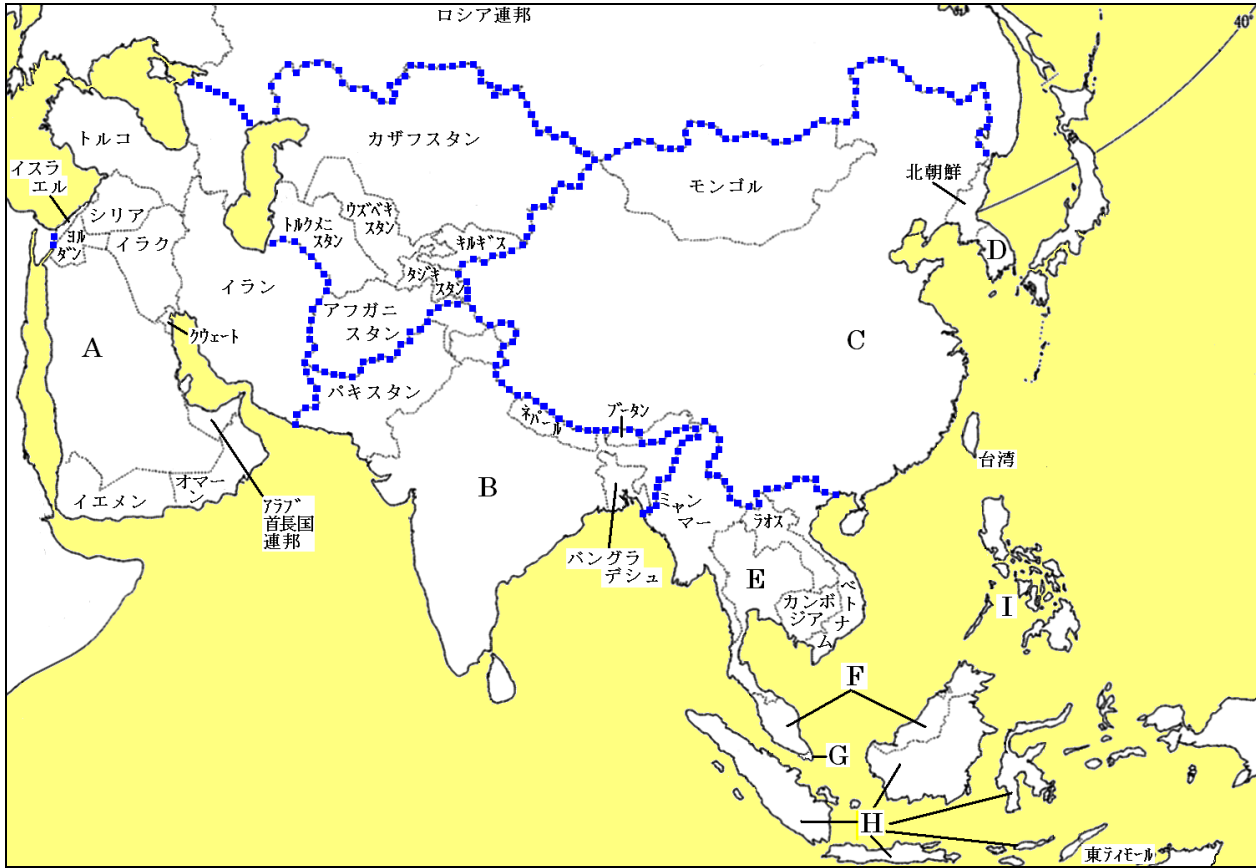 ロシア連邦
40°
カザフスタン
トルコ
イスラ
エル
シリア
ヨル
ダン
イラク
イラン
トルクメニ
スタン
ウズベキ
スタン
キルギス
タジキ
スタン
アフガニ
スタン
モンゴル
北朝鮮
D
A
クウェート
パキスタン
C
ネパール
ブータン
台湾
イエメン
オマー
ン
アラブ
首長国
連邦
B
バングラ
デシュ
ミャン
マー
ラオス
E
カンボ
ジア
ベトナム
I
F
G
H
東ティモール